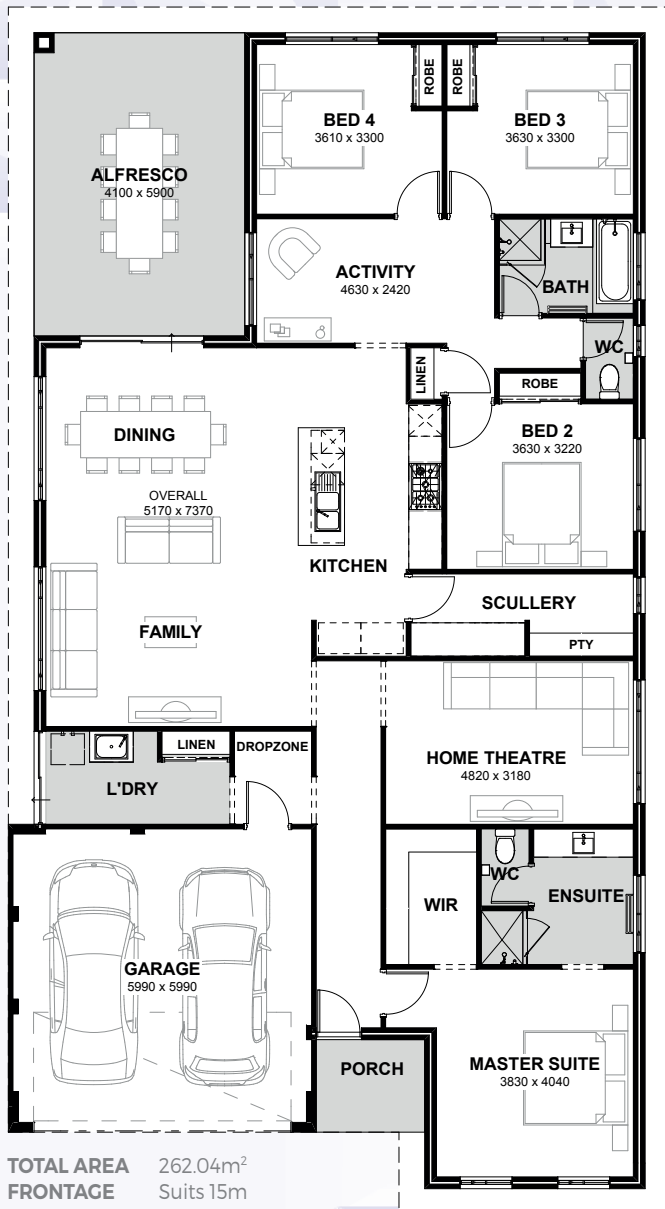 BED 4
3610 x 3300
ROBE
ROBE
BED 3
3630 x 3300
ALFRESCO
4100 x 5900
ACTIVITY
4630 x 2420
BATH
WC
LINEN
ROBE
DINING
BED 2
3630 x 3220
OVERALL
5170 x 7370
KITCHEN
SCULLERY
FAMILY
PTY
LINEN
DROPZONE
HOME THEATRE
4820 x 3180
L'DRY
WC
ENSUITE
WIR
GARAGE
5990 x 5990
PORCH
MASTER SUITE
3830 x 4040
TOTAL AREA 262.04m²
FRONTAGE Suits 15m